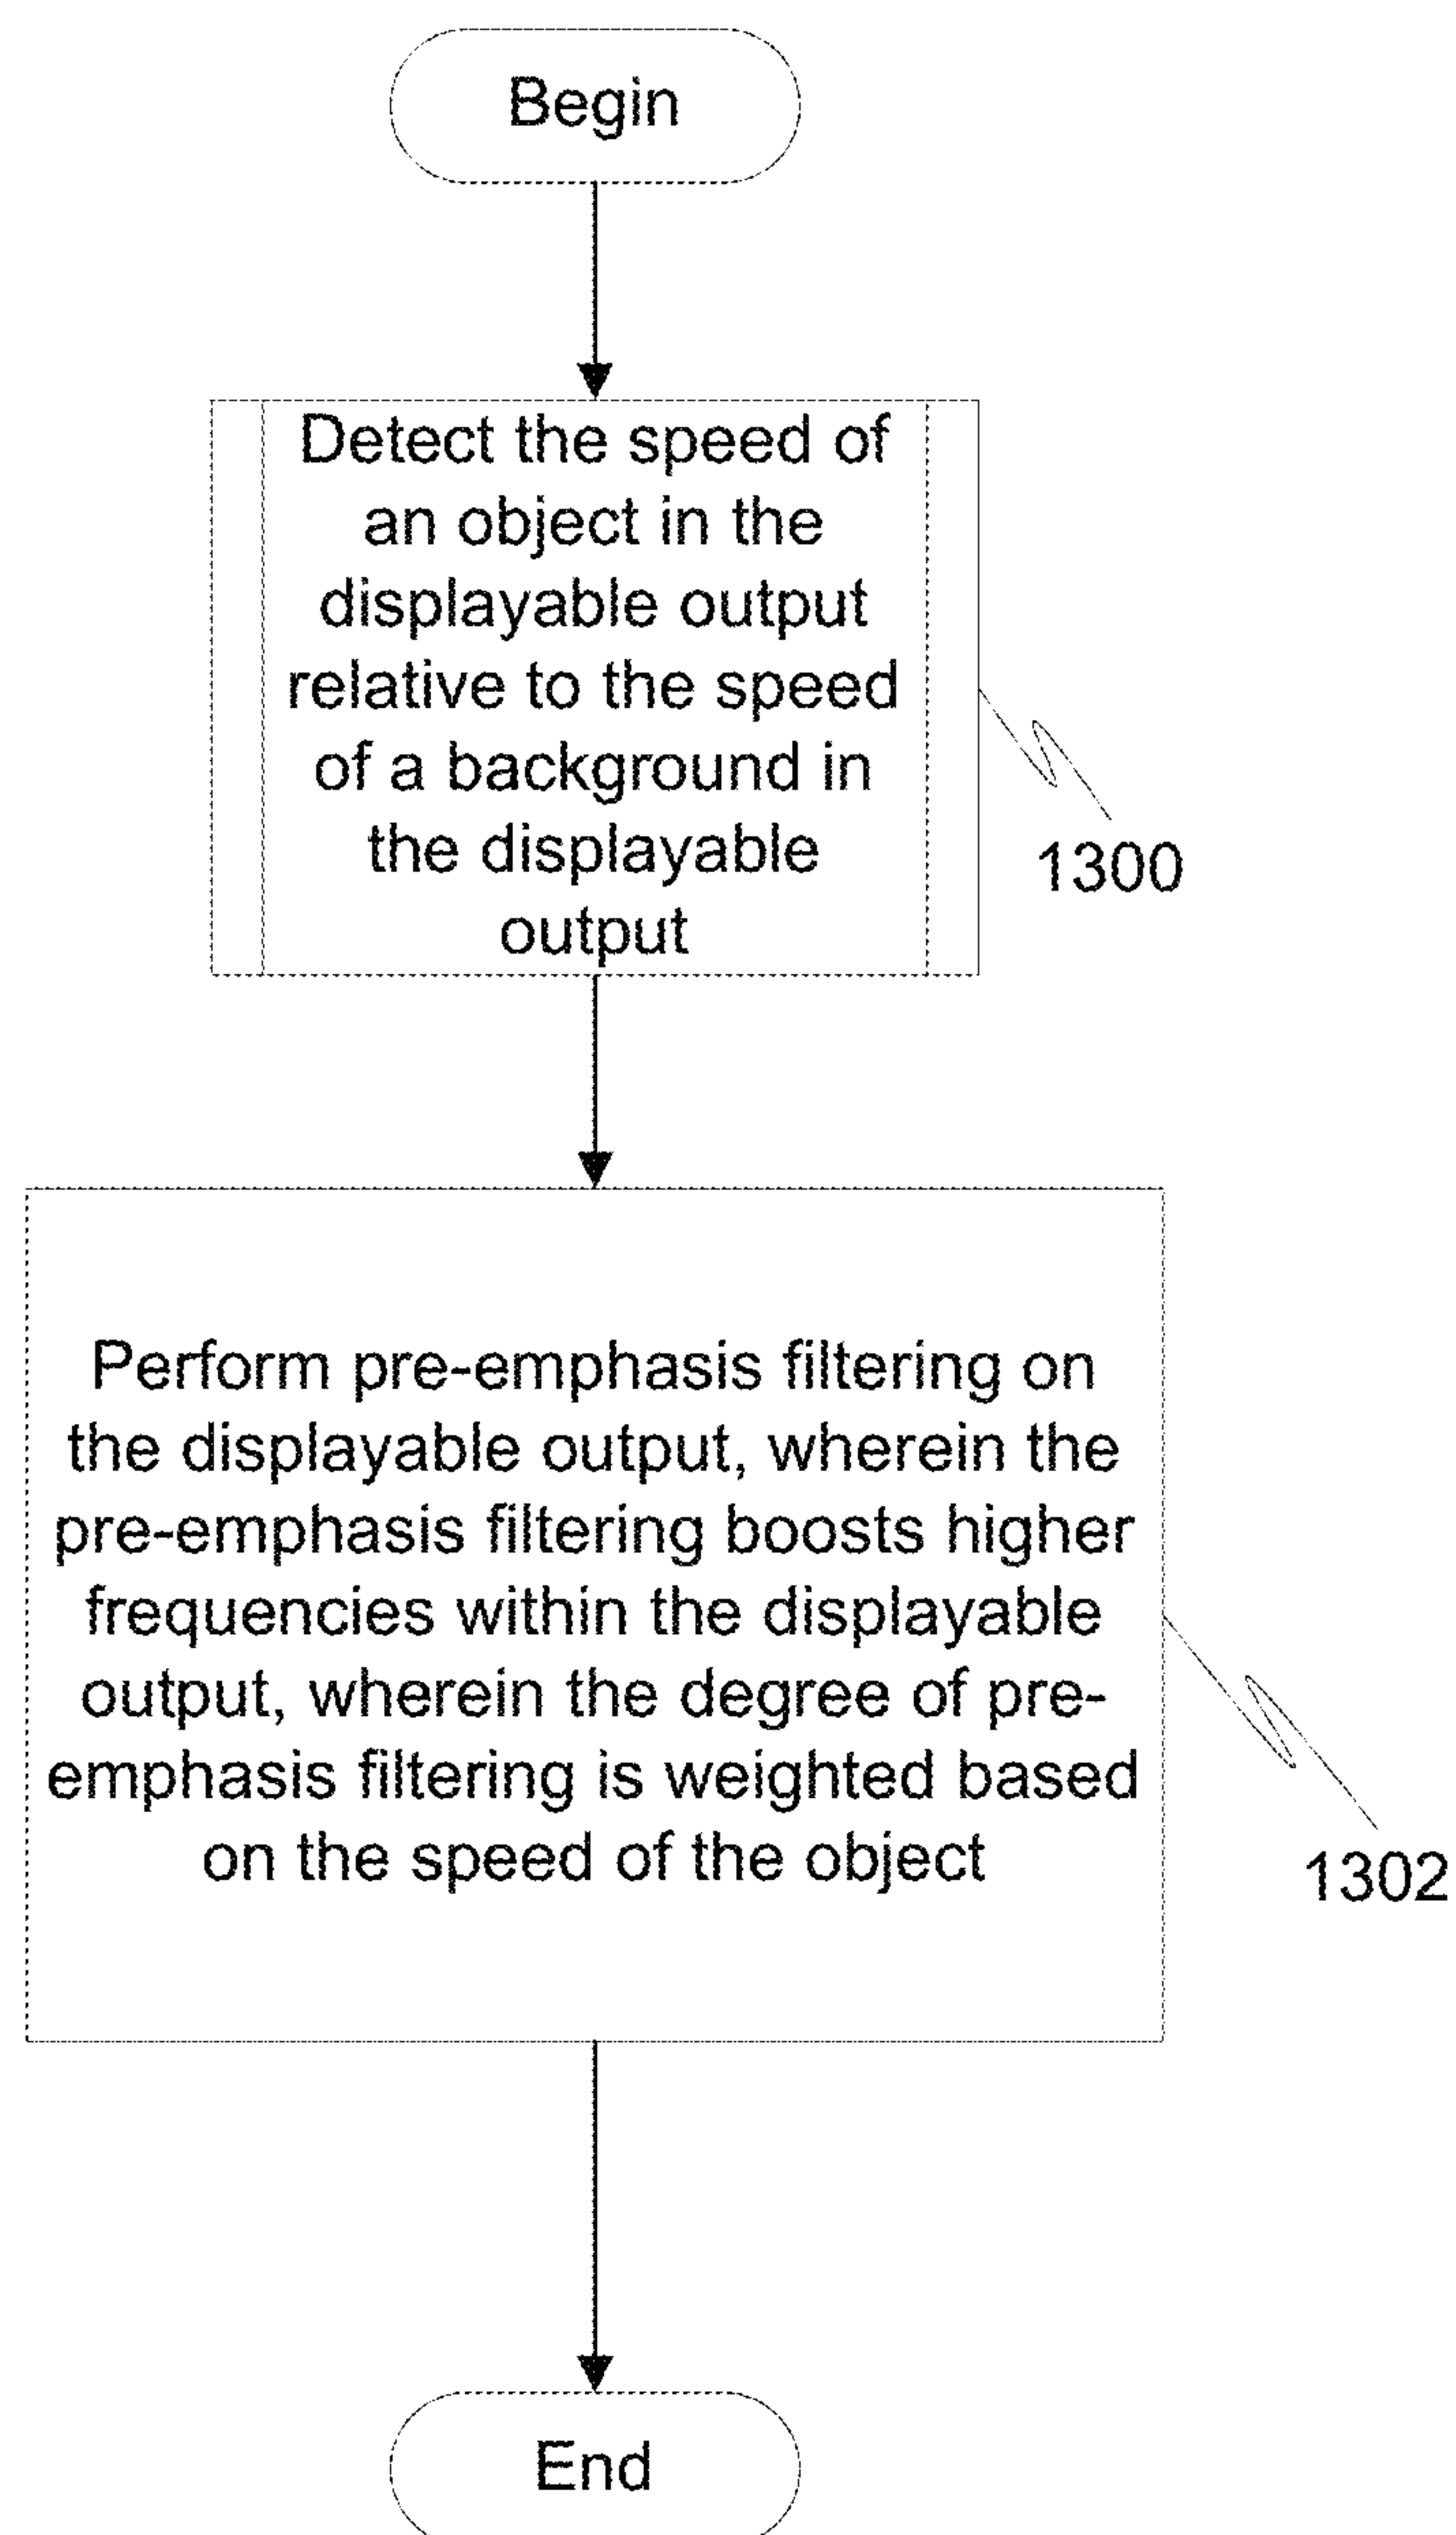 Begin
Detect the speed of
an object in the
displayable output
relative to the speed
of a background in
the displayable
output
1300
Perform pre-emphasis filtering on
the displayable output, wherein the
pre-emphasis filtering boosts higher
frequencies within the displayable
output, wherein the degree of pre-
emphasis filtering is weighted based
on the speed of the object
1302
End